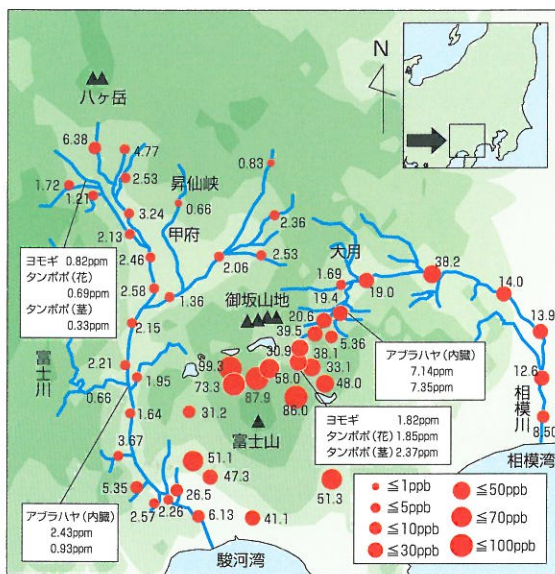 N
八ヶ岳
6.38
4.77
2.53
1.72
1.21
昇仙峡
0.83
0.66
3.24
2.13
甲府
2.36
2.46
2.06
2.53
大月
38.2
ヨモギ 0.82ppm
タンポポ（花）
0.69ppm
タンポポ（茎）
0.33ppm
2.58
1.36
1.69
19.0
14.0
御坂山地
19.4
20.6
13.9
2.15
39.5
5.36
アブラハヤ（内臓）
7.14ppm
7.35ppm
富士川
2.21
1.95
0.66
99.3
73.3
30.9
38.1
33.1
58.0
87.9
48.0
86.0
12.6
相模川
8.50
相模湾
1.64
31.2
富士山
ヨモギ 1.82ppm
タンポポ（花）1.85ppm
タンポポ（茎）2.37ppm
3.67
51.1
47.3
5.35
26.5
2.57
2.26
6.13
41.1
51.3
アブラハヤ（内臓）
2.43ppm
0.93ppm
駿河湾
≦1ppb
≦5ppb
≦10ppb
≦30ppb
≦50ppb
≦70ppb
≦100ppb